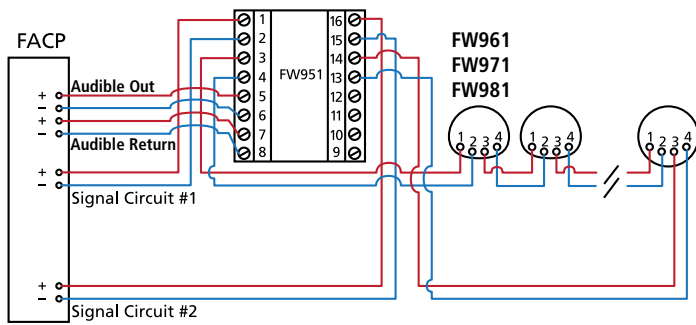 FACP
+
−
+
−
Audible Out
Audible Return
+
−
Signal Circuit #1
+
−
Signal Circuit #2
FW951
1 16
2 15
3 14
4 13
5 12
6 11
7 10
8 9
FW961
FW971
FW981
1 2 3 4
1 2 3 4
1 2 3 4